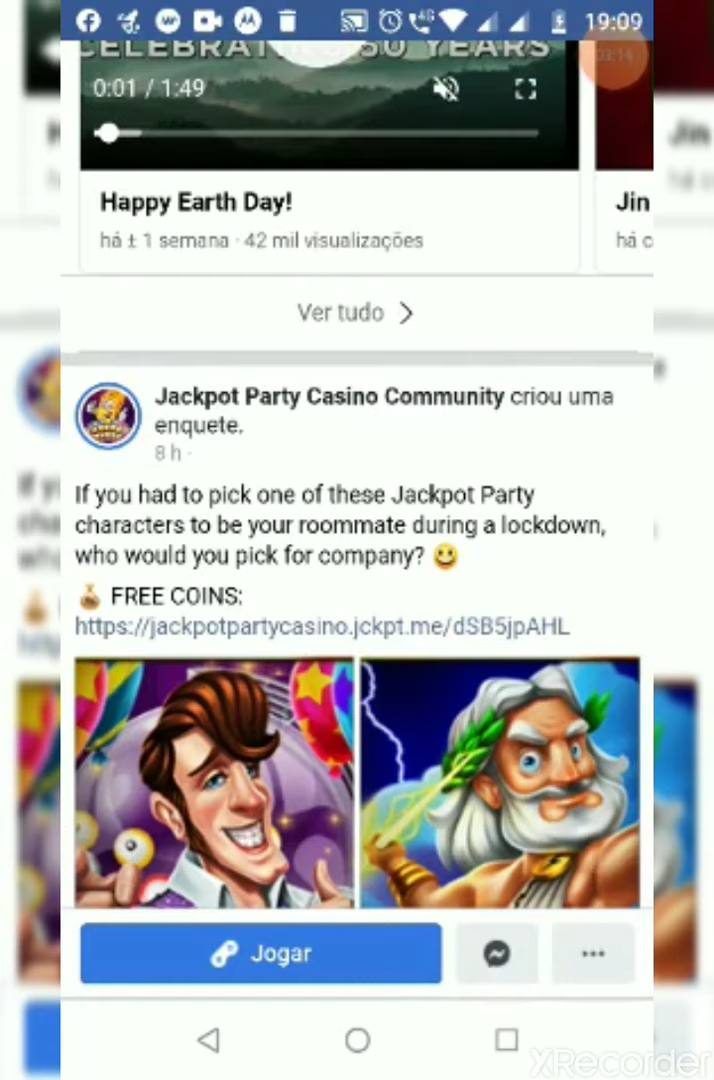 19:09
CELEBRATING 50 YEARS
03:14
0:01 / 1:49
Happy Earth Day!
há ± 1 semana · 42 mil visualizações
Jin
há c
Ver tudo
Jackpot Party Casino Community criou uma
enquete.
8 h ·
If you had to pick one of these Jackpot Party
characters to be your roommate during a lockdown,
who would you pick for company? 😃
💰 FREE COINS:
https://jackpotpartycasino.jckpt.me/dSB5jpAHL
Jogar
XRecorder